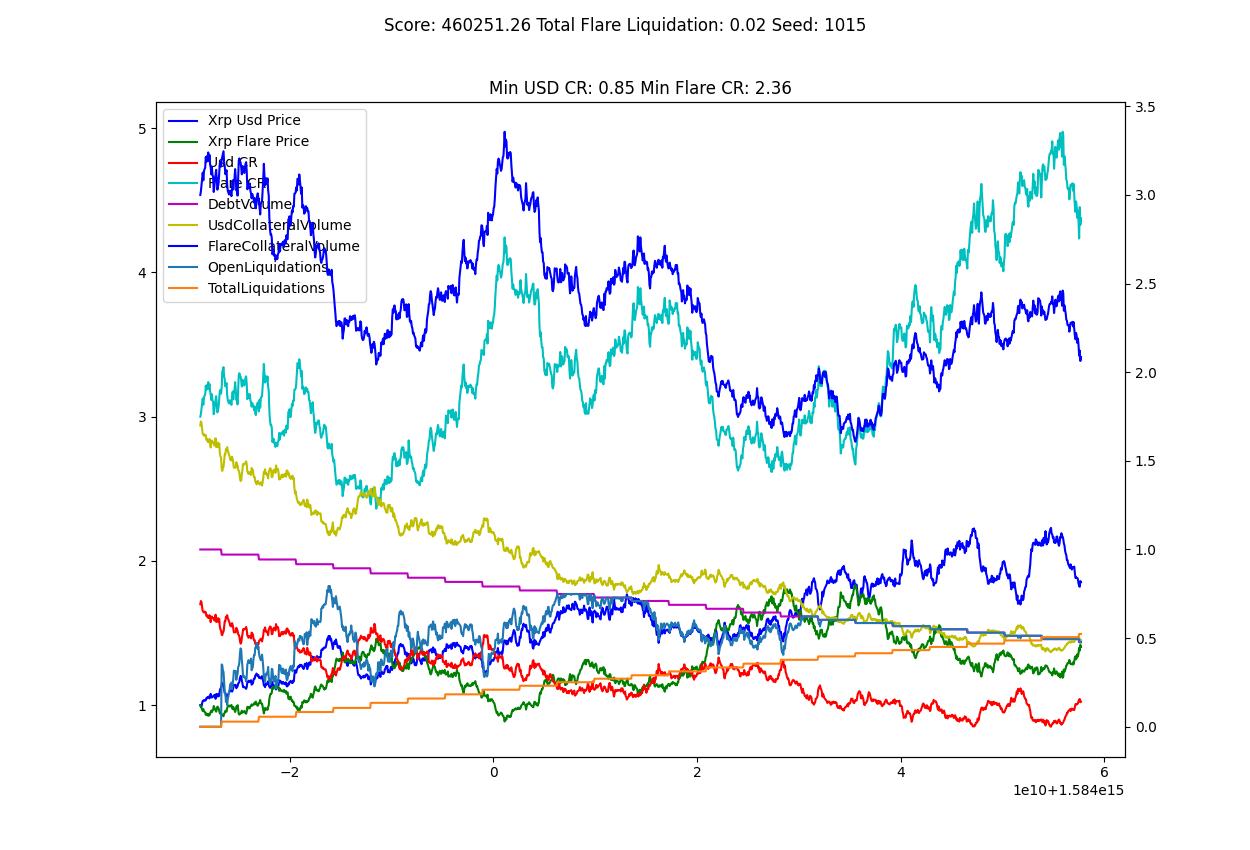 Score: 460251.26 Total Flare Liquidation: 0.02 Seed: 1015
Min USD CR: 0.85 Min Flare CR: 2.36
Xrp Usd Price
Xrp Flare Price
Usd CR
Flare CR
DebtVolume
UsdCollateralVolume
FlareCollateralVolume
OpenLiquidations
TotalLiquidations
5
4
3
2
1
3.5
3.0
2.5
2.0
1.5
1.0
0.5
0.0
−2
0
2
4
6
1e10+1.584e15